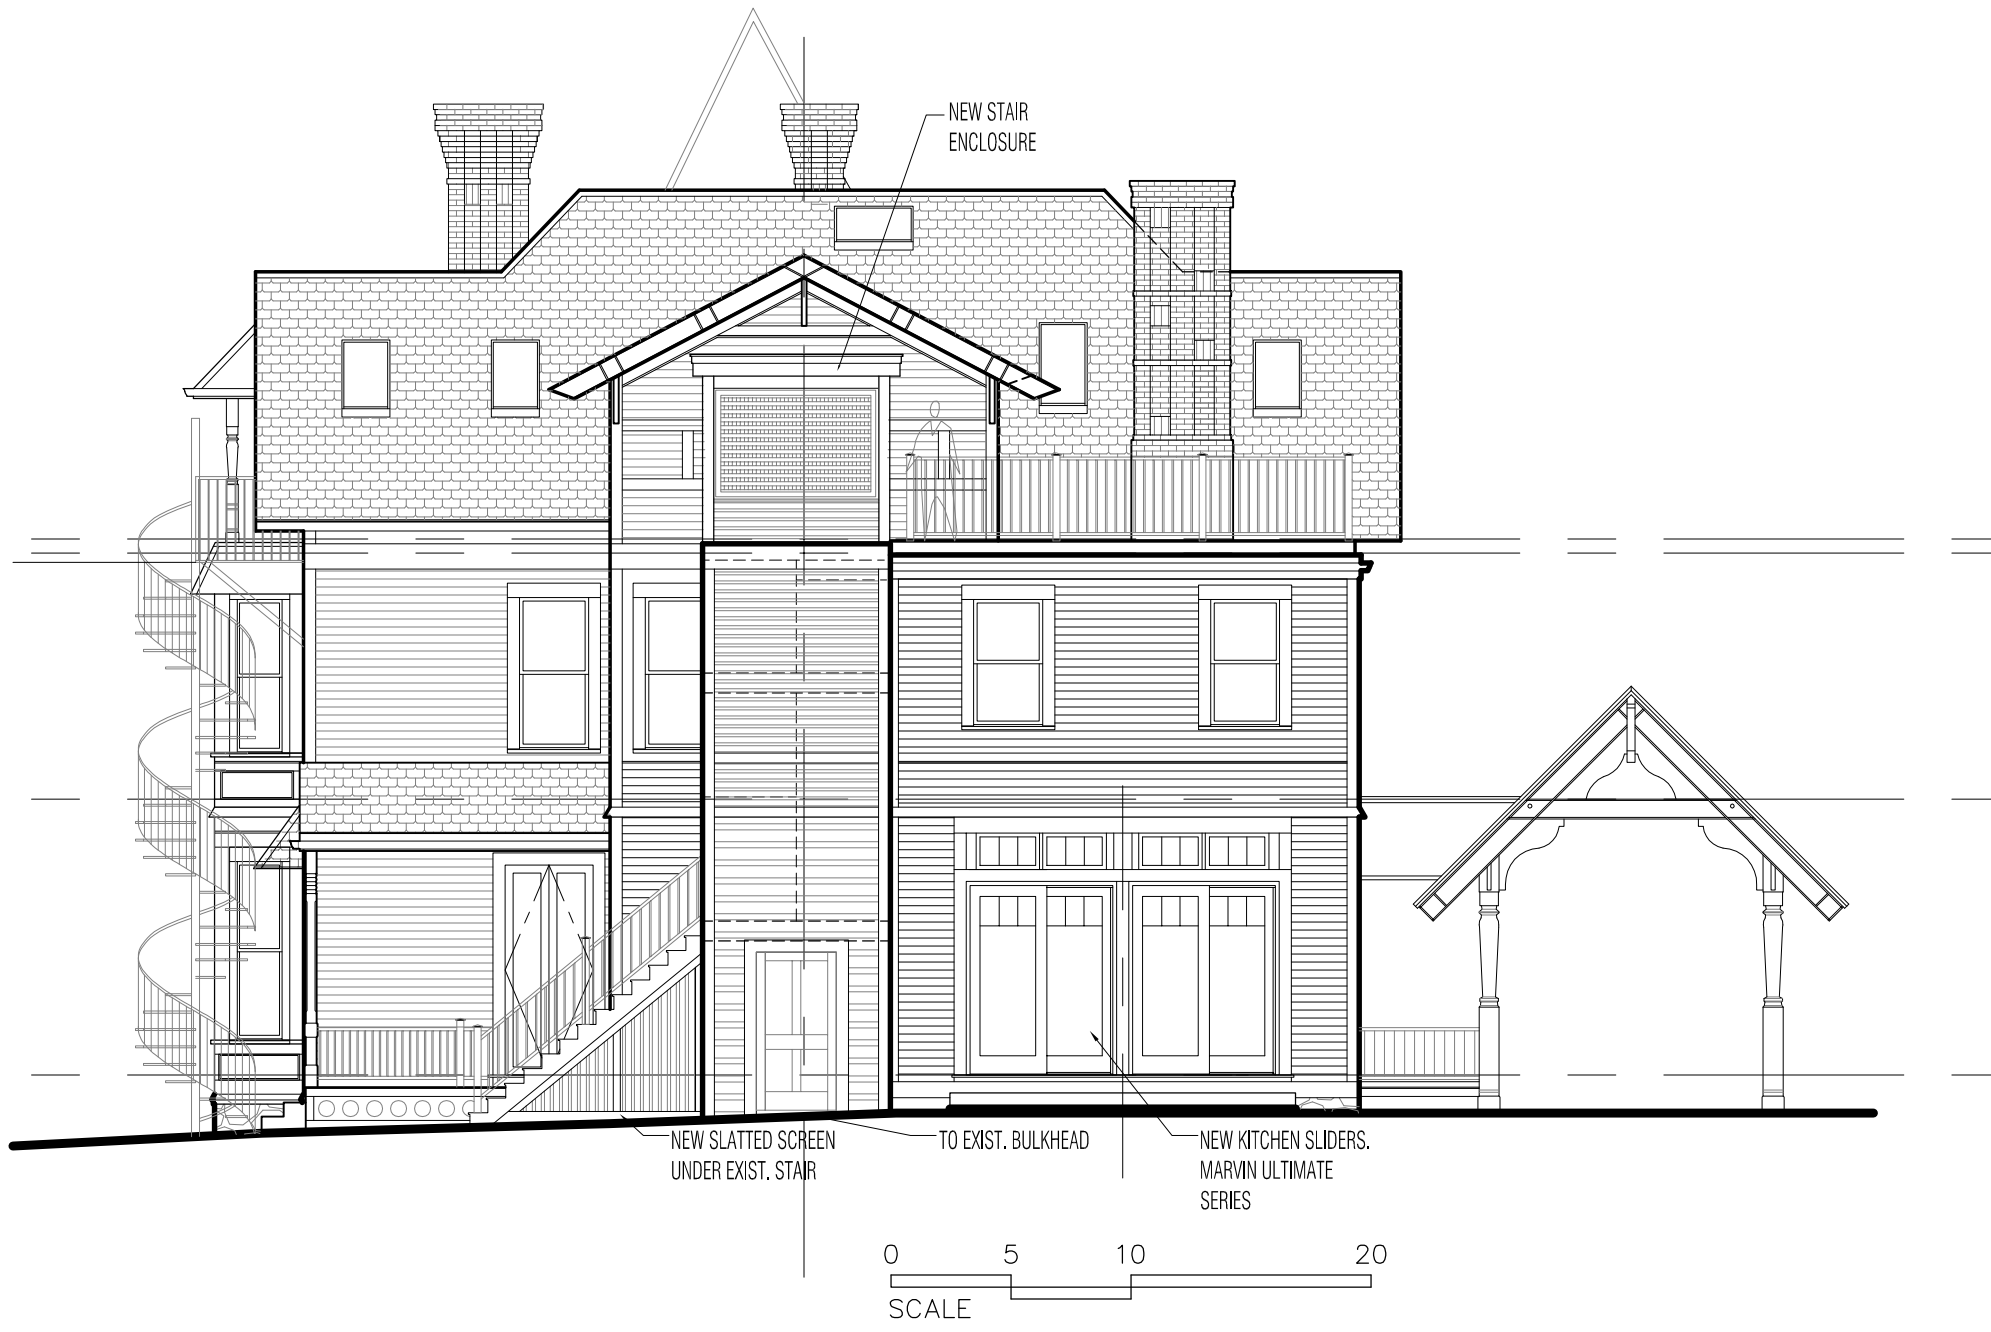 NEW STAIR
ENCLOSURE
NEW SLATTED SCREEN
UNDER EXIST. STAIR
TO EXIST. BULKHEAD
NEW KITCHEN SLIDERS.
MARVIN ULTIMATE
SERIES
0 5 10 20
SCALE